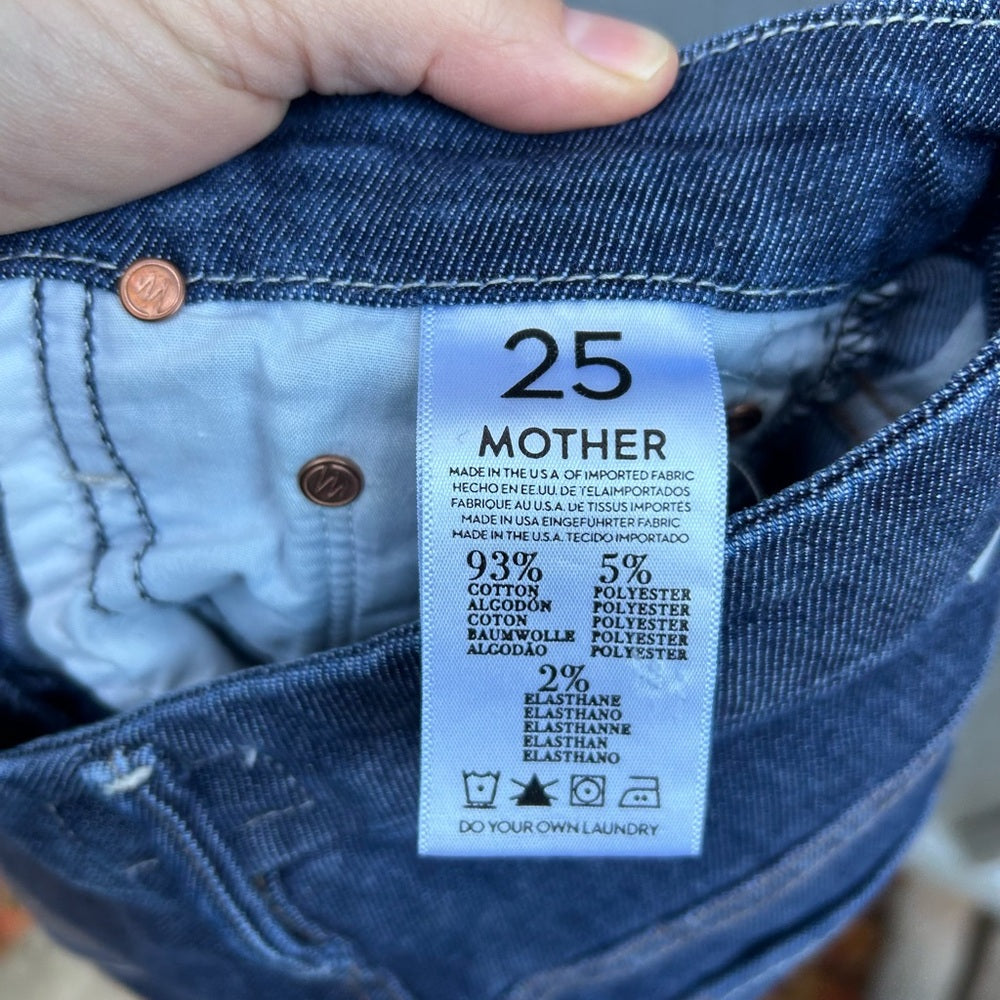 25
MOTHER
MADE IN THE U S A OF IMPORTED FABRIC
HECHO EN EE.UU. DE TELAIMPORTADOS
FABRIQUE AU U.S.A. DE TISSUS IMPORTÉS
MADE IN USA EINGEFÜHRTER FABRIC
MADE IN THE U.S.A. TECIDO IMPORTADO
93% 5%
COTTON POLYESTER
ALGODÓN POLYESTER
COTON POLYESTER
BAUMWOLLE POLYESTER
ALGODÃO POLYESTER
2%
ELASTHANE
ELASTHANO
ELASTHANNE
ELASTHAN
ELASTHANO
DO YOUR OWN LAUNDRY